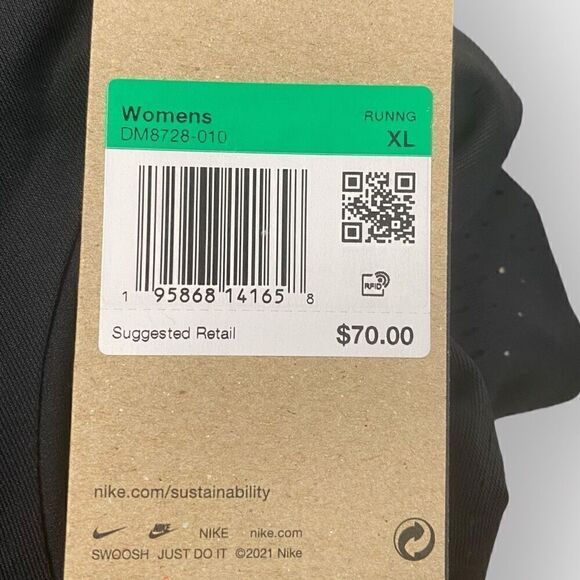 Womens RUNNG
DM8728-010 XL
1 95868 14165 8
RFID
Suggested Retail $70.00
nike.com/sustainability
NIKE NIKE nike.com
SWOOSH JUST DO IT ©2021 Nike